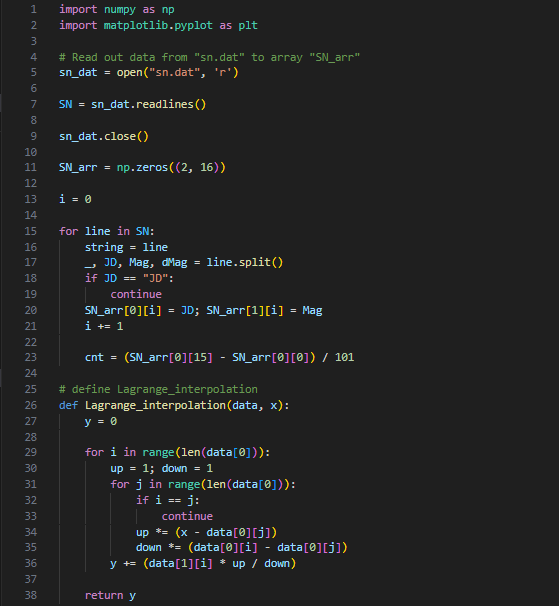 1 import numpy as np
2 import matplotlib.pyplot as plt
3
4 # Read out data from "sn.dat" to array "SN_arr"
5 sn_dat = open("sn.dat", 'r')
6
7 SN = sn_dat.readlines()
8
9 sn_dat.close()
10
11 SN_arr = np.zeros((2, 16))
12
13 i = 0
14
15 for line in SN:
16     string = line
17     _, JD, Mag, dMag = line.split()
18     if JD == "JD":
19         continue
20     SN_arr[0][i] = JD; SN_arr[1][i] = Mag
21     i += 1
22
23     cnt = (SN_arr[0][15] - SN_arr[0][0]) / 101
24
25 # define Lagrange_interpolation
26 def Lagrange_interpolation(data, x):
27     y = 0
28
29     for i in range(len(data[0])):
30         up = 1; down = 1
31         for j in range(len(data[0])):
32             if i == j:
33                 continue
34             up *= (x - data[0][j])
35             down *= (data[0][i] - data[0][j])
36         y += (data[1][i] * up / down)
37
38     return y